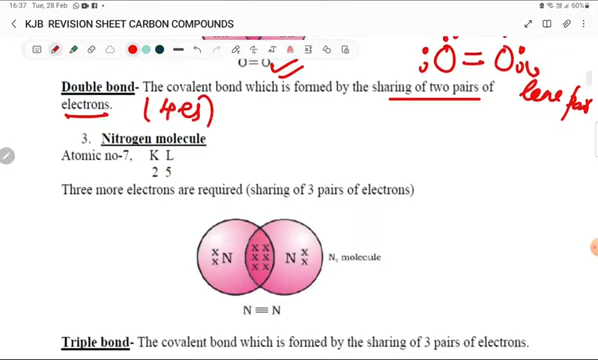 16:37 Tue, 28 Feb
60%
KJB REVISION SHEET CARBON COMPOUNDS
O=O
:O=O:
Double bond- The covalent bond which is formed by the sharing of two pairs of
electrons. (4es)
lone pair
3. Nitrogen molecule
Atomic no-7, K L
2 5
Three more electrons are required (sharing of 3 pairs of electrons)
x x N x x x x x x N x x N, molecule
N≡N
Triple bond- The covalent bond which is formed by the sharing of 3 pairs of electrons.